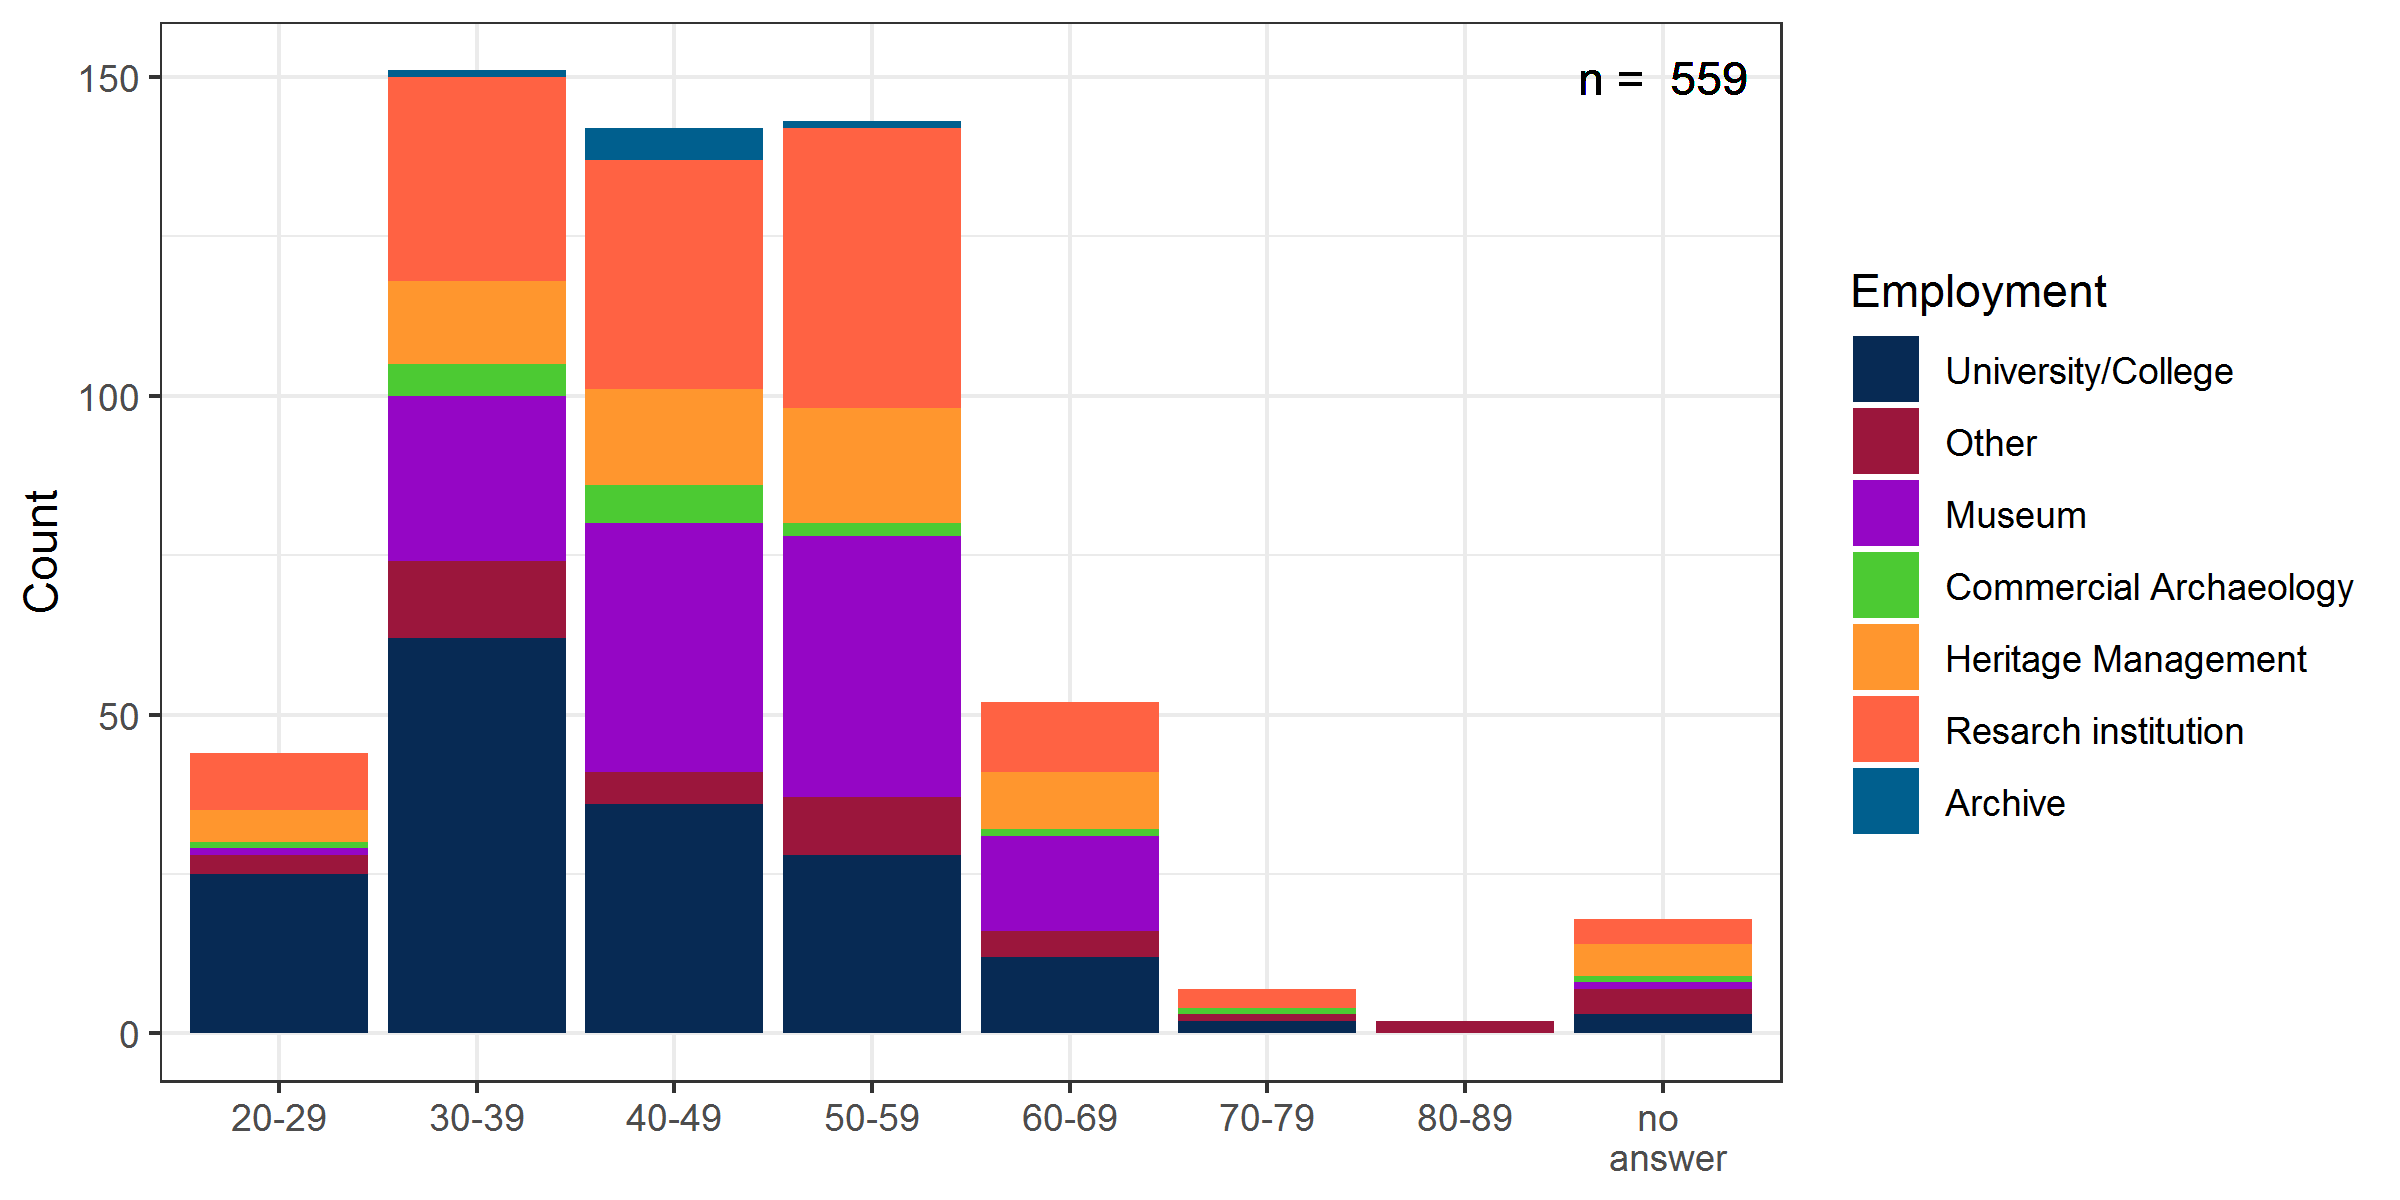 n =  559
150
100
50
0
Count
20-29
30-39
40-49
50-59
60-69
70-79
80-89
no
answer
Employment
University/College
Other
Museum
Commercial Archaeology
Heritage Management
Resarch institution
Archive